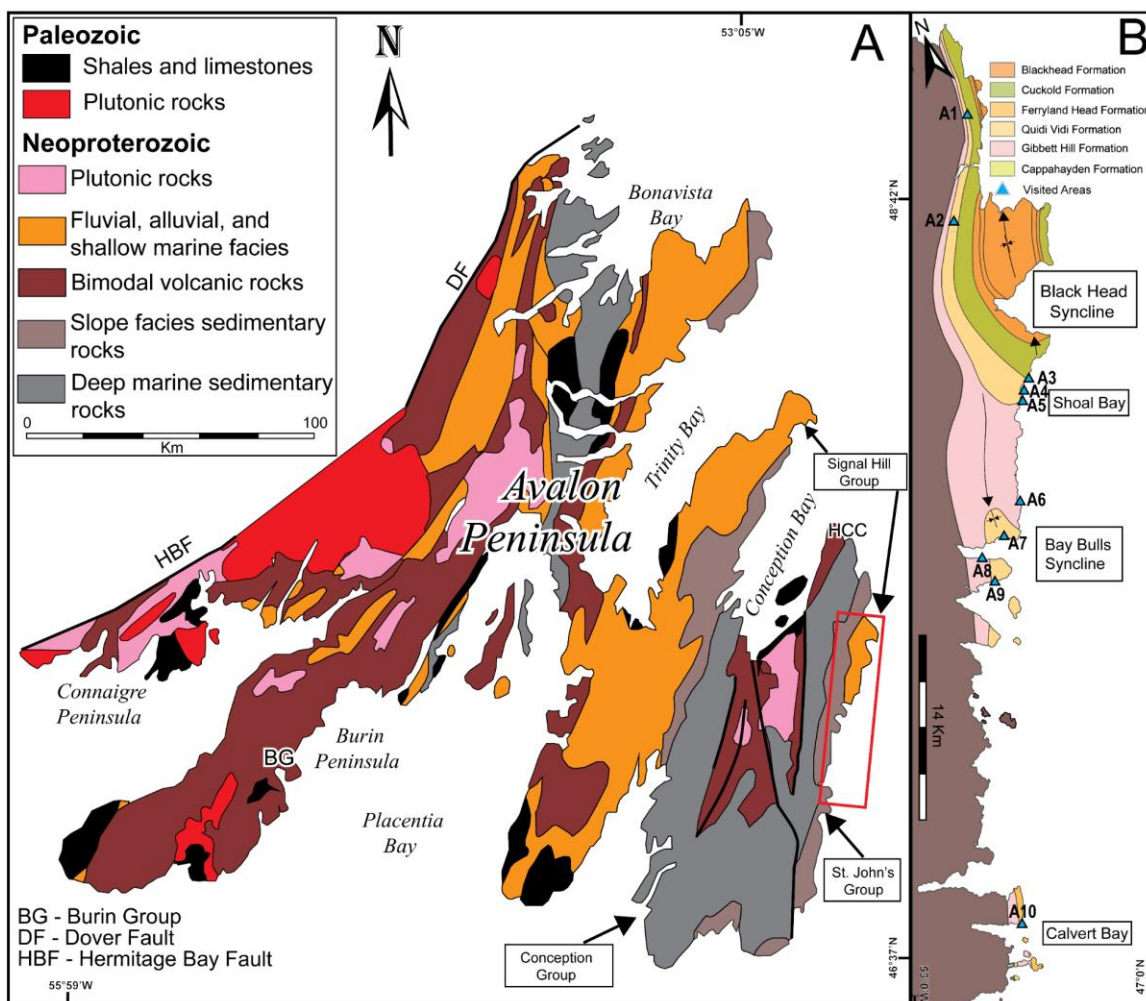 Paleozoic
Shales and limestones
Plutonic rocks
Neoproterozoic
Plutonic rocks
Fluvial, alluvial, and
shallow marine facies
Bimodal volcanic rocks
Slope facies sedimentary
rocks
Deep marine sedimentary
rocks
0
100
Km
N
53°05'W
A
48°42'N
Bonavista
Bay
DF
Trinity Bay
Signal Hill
Group
Avalon
Peninsula
Conception Bay
HCC
HBF
Connaigre
Peninsula
Burin
Peninsula
BG
Placentia
Bay
St. John's
Group
Conception
Group
BG - Burin Group
DF - Dover Fault
HBF - Hermitage Bay Fault
55°59'W
46°37'N
B
N
Blackhead Formation
Cuckold Formation
Ferryland Head Formation
Quidi Vidi Formation
Gibbett Hill Formation
Cappahayden Formation
Visited Areas
A1
A2
Black Head
Syncline
A3
A4
A5
Shoal Bay
A6
A7
Bay Bulls
Syncline
A8
A9
14 Km
A10
Calvert Bay
47°0'N